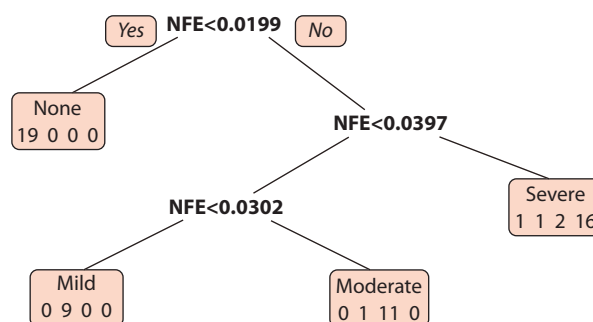 Yes
NFE<0.0199
No
None
19 0 0 0
NFE<0.0397
NFE<0.0302
Severe
1 1 2 16
Mild
0 9 0 0
Moderate
0 1 11 0